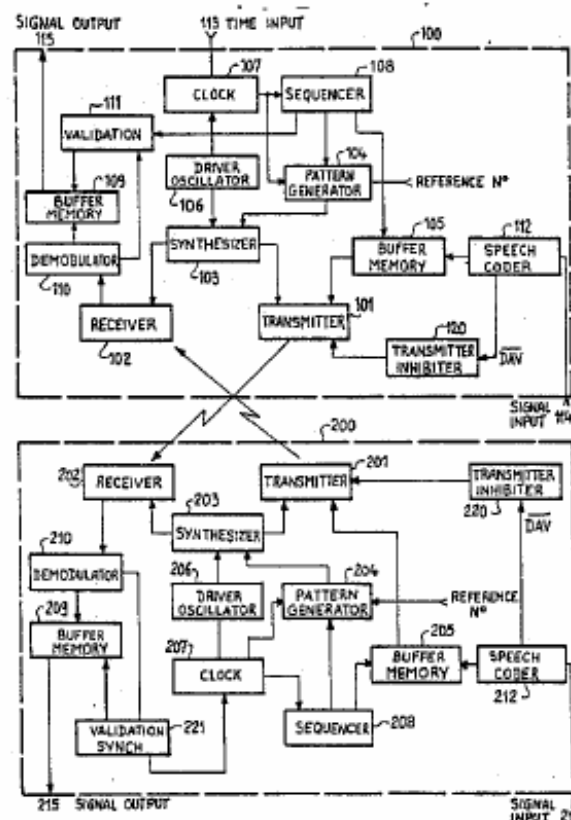 SIGNAL OUTPUT 113 TIME INPUT
115
100
107 108
111 CLOCK SEQUENCER
VALIDATION
104
109 DRIVER OSCILLATOR PATTERN GENERATOR
BUFFER MEMORY 106 REFERENCE Nº
105 112
DEMODULATOR SYNTHESIZER BUFFER MEMORY SPEECH CODER
110 103
101 120
RECEIVER TRANSMITTER TRANSMITTER INHIBITER DAV
102
SIGNAL INPUT 114
200
202 RECEIVER TRANSMITTER 201 TRANSMITTER INHIBITER
203 220
210 SYNTHESIZER DAV
206 204
DEMODULATOR DRIVER OSCILLATOR PATTERN GENERATOR REFERENCE Nº
209
BUFFER MEMORY 207 205
CLOCK BUFFER MEMORY SPEECH CODER
212
VALIDATION SYNCH 221 SEQUENCER 208
215 SIGNAL OUTPUT SIGNAL INPUT